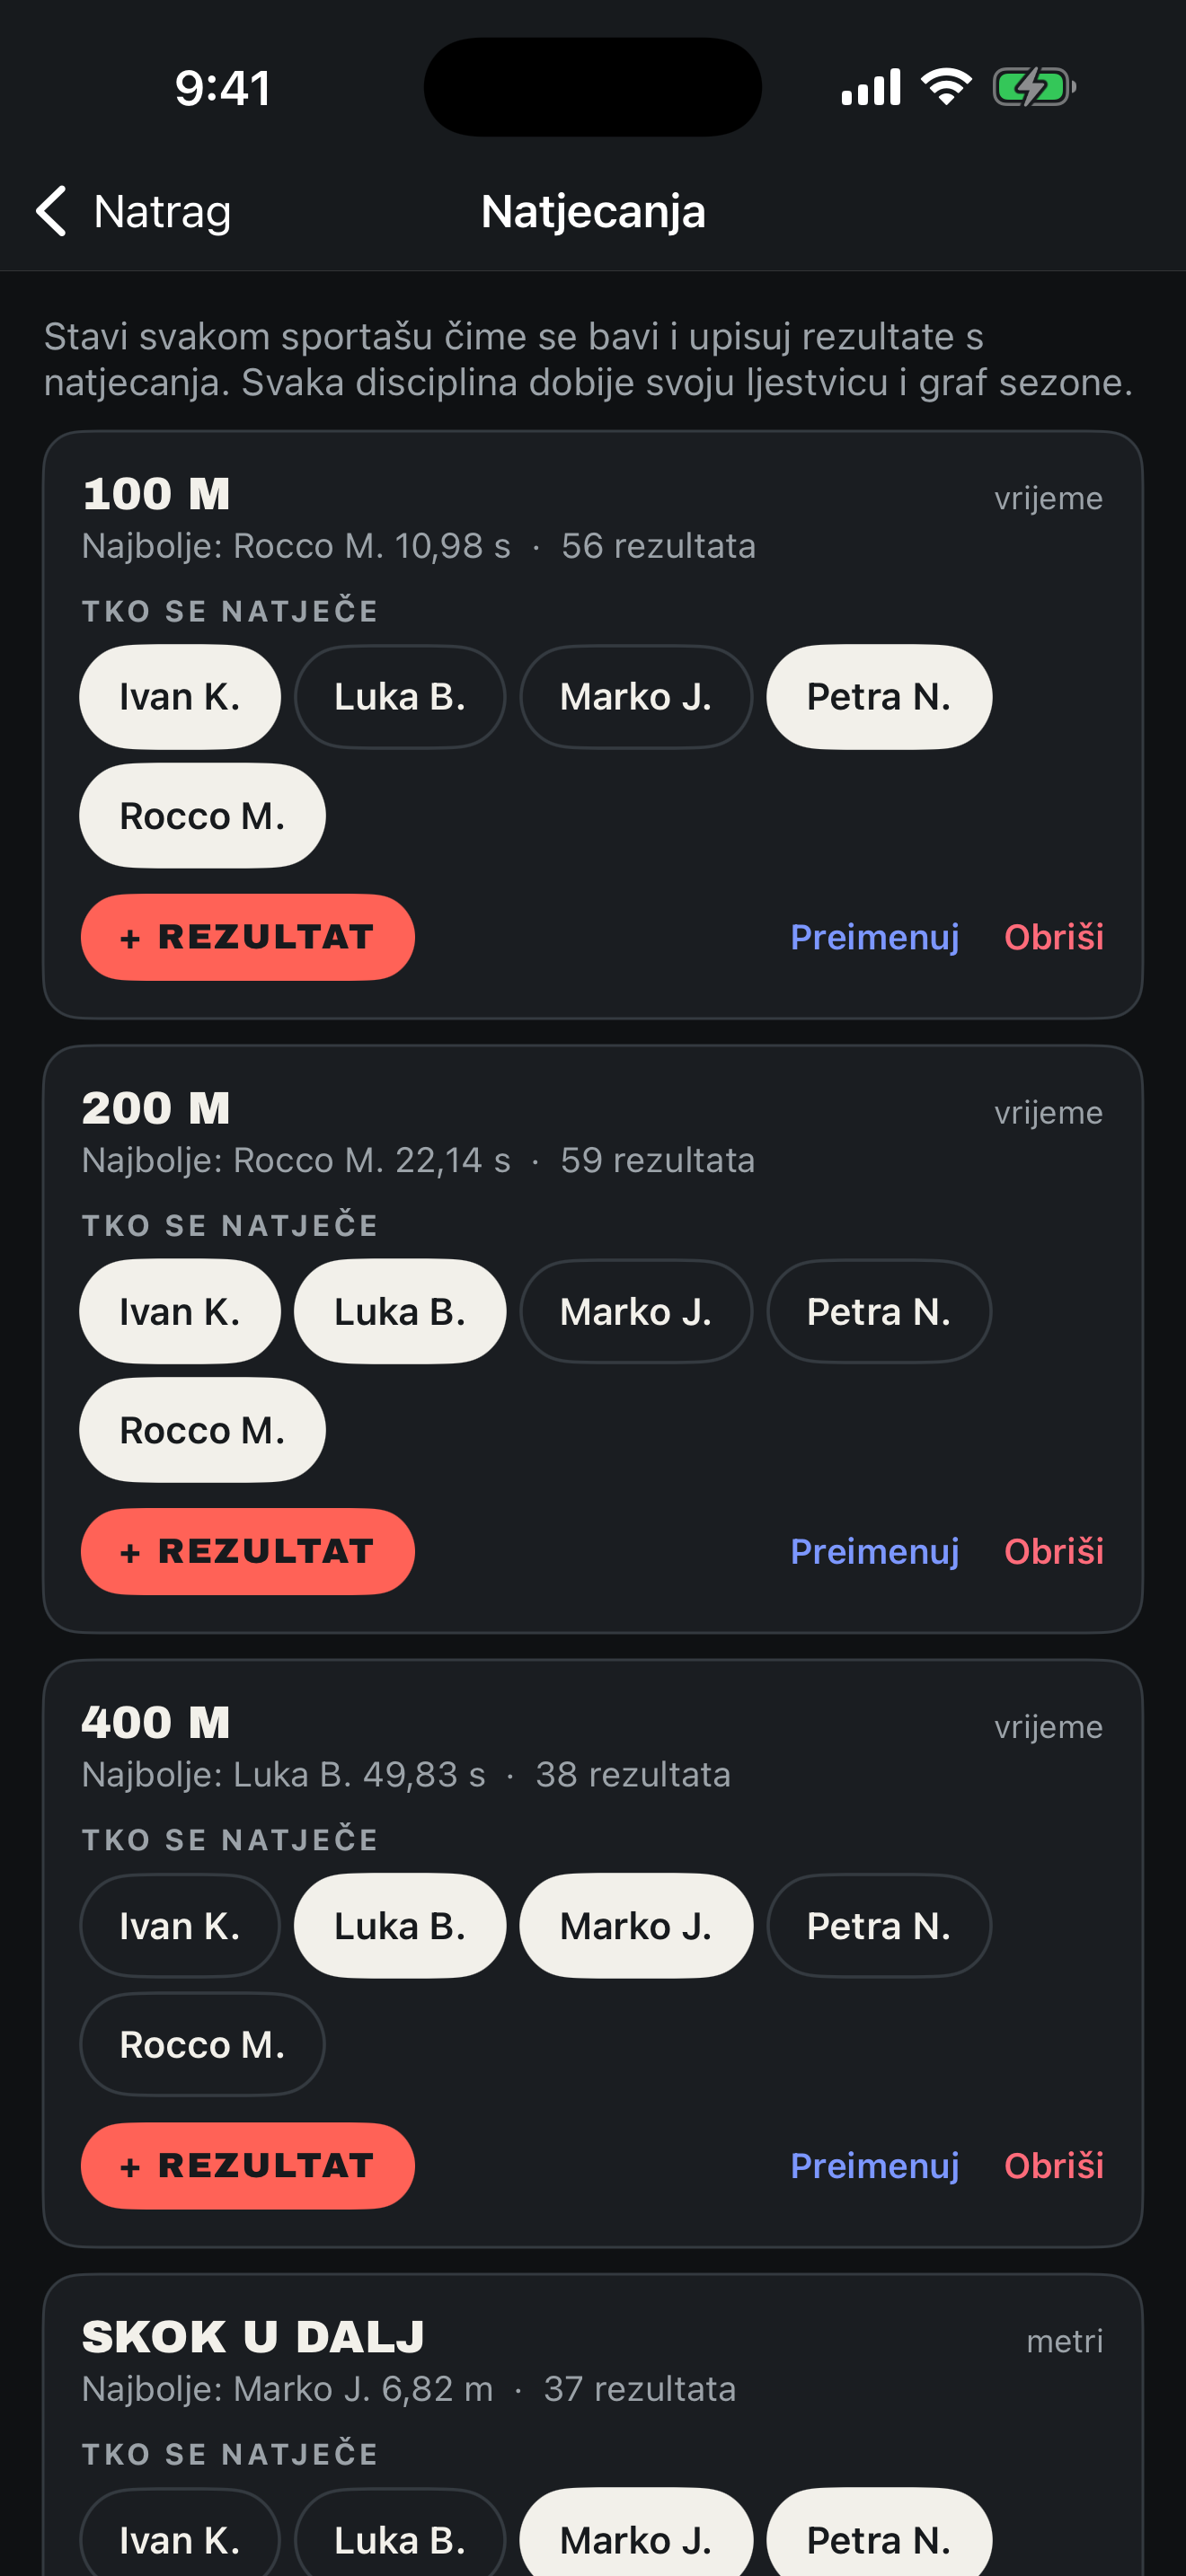 9:41
Natrag
Natjecanja
Stavi svakom sportašu čime se bavi i upisuj rezultate s
natjecanja. Svaka disciplina dobije svoju ljestvicu i graf sezone.
100 M
vrijeme
Najbolje: Rocco M. 10,98 s · 56 rezultata
TKO SE NATJEČE
Ivan K. Luka B. Marko J. Petra N.
Rocco M.
+ REZULTAT Preimenuj Obriši
200 M
vrijeme
Najbolje: Rocco M. 22,14 s · 59 rezultata
TKO SE NATJEČE
Ivan K. Luka B. Marko J. Petra N.
Rocco M.
+ REZULTAT Preimenuj Obriši
400 M
vrijeme
Najbolje: Luka B. 49,83 s · 38 rezultata
TKO SE NATJEČE
Ivan K. Luka B. Marko J. Petra N.
Rocco M.
+ REZULTAT Preimenuj Obriši
SKOK U DALJ
metri
Najbolje: Marko J. 6,82 m · 37 rezultata
TKO SE NATJEČE
Ivan K. Luka B. Marko J. Petra N.